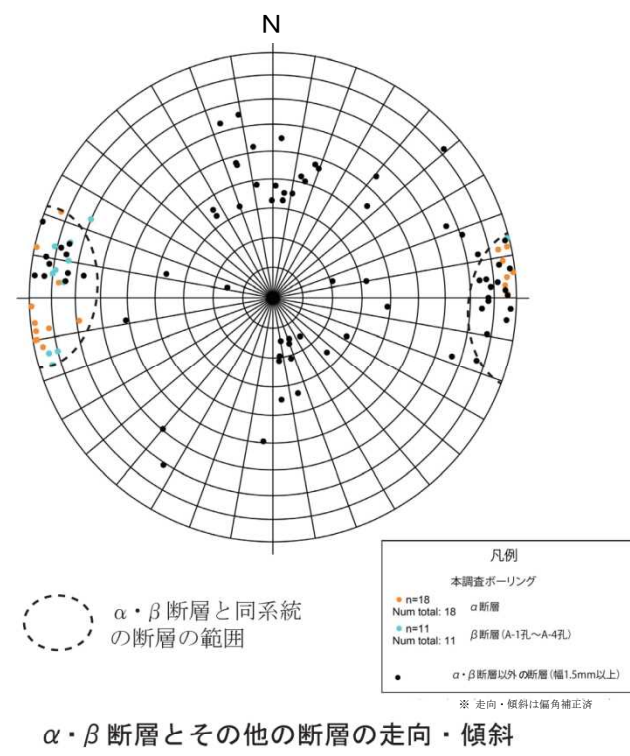 N
α・β断層と同系統
の断層の範囲
凡例
本調査ボーリング
n=18
Num total: 18
α断層
n=11
Num total: 11
β断層(A-1孔～A-4孔)
α・β断層以外の断層(幅1.5mm以上)
※ 走向・傾斜は偏角補正済
α・β断層とその他の断層の走向・傾斜